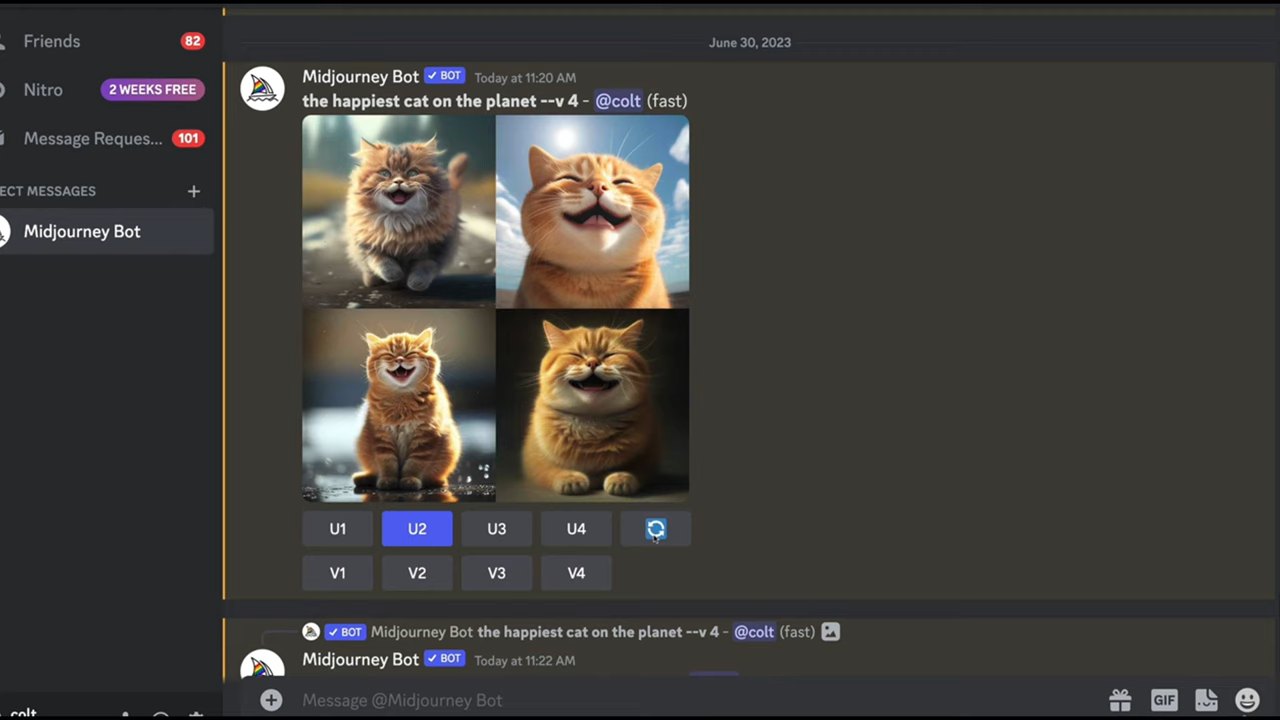 Friends 82
Nitro 2 WEEKS FREE
Message Reques... 101
ECT MESSAGES +
Midjourney Bot
June 30, 2023
Midjourney Bot ✓ BOT Today at 11:20 AM
the happiest cat on the planet --v 4 - @colt (fast)
U1 U2 U3 U4
V1 V2 V3 V4
✓ BOT Midjourney Bot the happiest cat on the planet --v 4 - @colt (fast)
Midjourney Bot ✓ BOT Today at 11:22 AM
Message @Midjourney Bot
GIF
colt